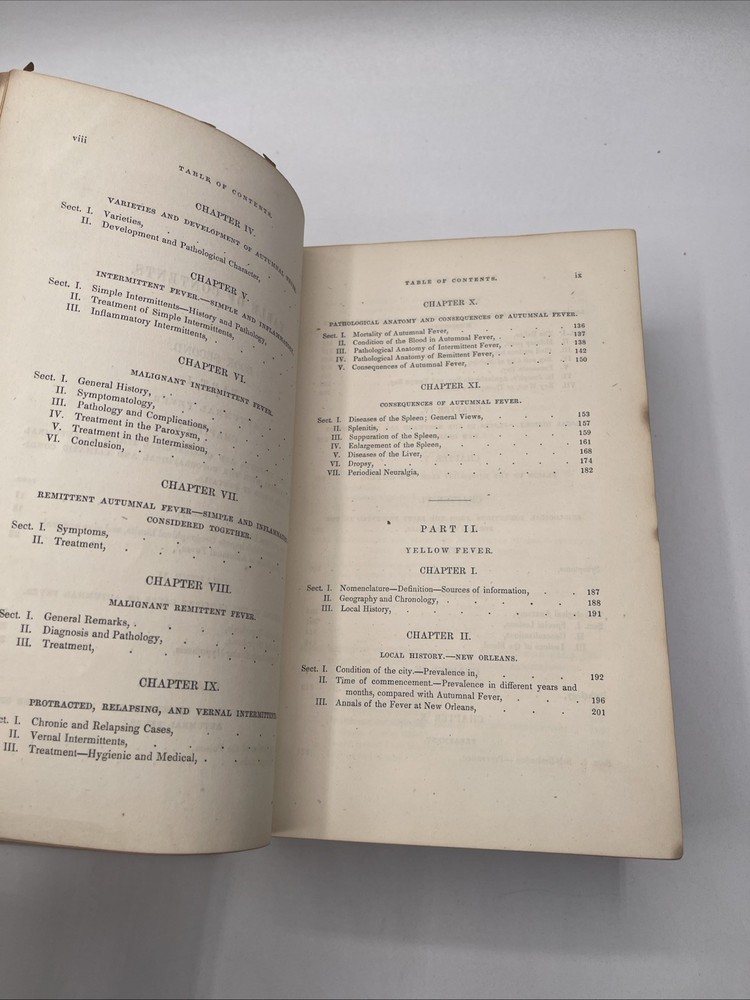 viii
TABLE OF CONTENTS.
CHAPTER IV.
VARIETIES AND DEVELOPMENT OF AUTUMNAL
Sect. I. Varieties,
II. Development and Pathological Character,
CHAPTER V.
INTERMITTENT FEVER.—SIMPLE AND INFLAMMATORY.
Sect. I. Simple Intermittents—History and Pathology,
II. Treatment of Simple Intermittents,
III. Inflammatory Intermittents,
CHAPTER VI.
MALIGNANT INTERMITTENT FEVER.
Sect. I. General History,
II. Symptomatology,
III. Pathology and Complications,
IV. Treatment in the Paroxysm,
V. Treatment in the Intermission,
VI. Conclusion,
CHAPTER VII.
REMITTENT AUTUMNAL FEVER—SIMPLE AND
CONSIDERED TOGETHER.
Sect. I. Symptoms,
II. Treatment,
CHAPTER VIII.
MALIGNANT REMITTENT FEVER.
Sect. I. General Remarks,
II. Diagnosis and Pathology,
III. Treatment,
CHAPTER IX.
PROTRACTED, RELAPSING, AND VERNAL
ct. I. Chronic and Relapsing Cases,
II. Vernal Intermittents,
III. Treatment—Hygienic and Medical,
TABLE OF CONTENTS. ix
CHAPTER X.
PATHOLOGICAL ANATOMY AND CONSEQUENCES OF AUTUMNAL FEVER.
Sect. I. Mortality of Autumnal Fever, 136
II. Condition of the Blood in Autumnal Fever, 137
III. Pathological Anatomy of Intermittent Fever, 138
IV. Pathological Anatomy of Remittent Fever, 142
V. Consequences of Autumnal Fever, 150
CHAPTER XI.
CONSEQUENCES OF AUTUMNAL FEVER.
Sect. I. Diseases of the Spleen; General Views, 153
II. Splenitis, 157
III. Suppuration of the Spleen, 159
IV. Enlargement of the Spleen, 161
V. Diseases of the Liver, 168
VI. Dropsy, 174
VII. Periodical Neuralgia, 182
PART II.
YELLOW FEVER.
CHAPTER I.
Sect. I. Nomenclature—Definition—Sources of information, 187
II. Geography and Chronology, 188
III. Local History, 191
CHAPTER II.
LOCAL HISTORY.—NEW ORLEANS.
Sect. I. Condition of the city.—Prevalence in, 192
II. Time of commencement.—Prevalence in different years and
months, compared with Autumnal Fever, 196
III. Annals of the Fever at New Orleans, 201